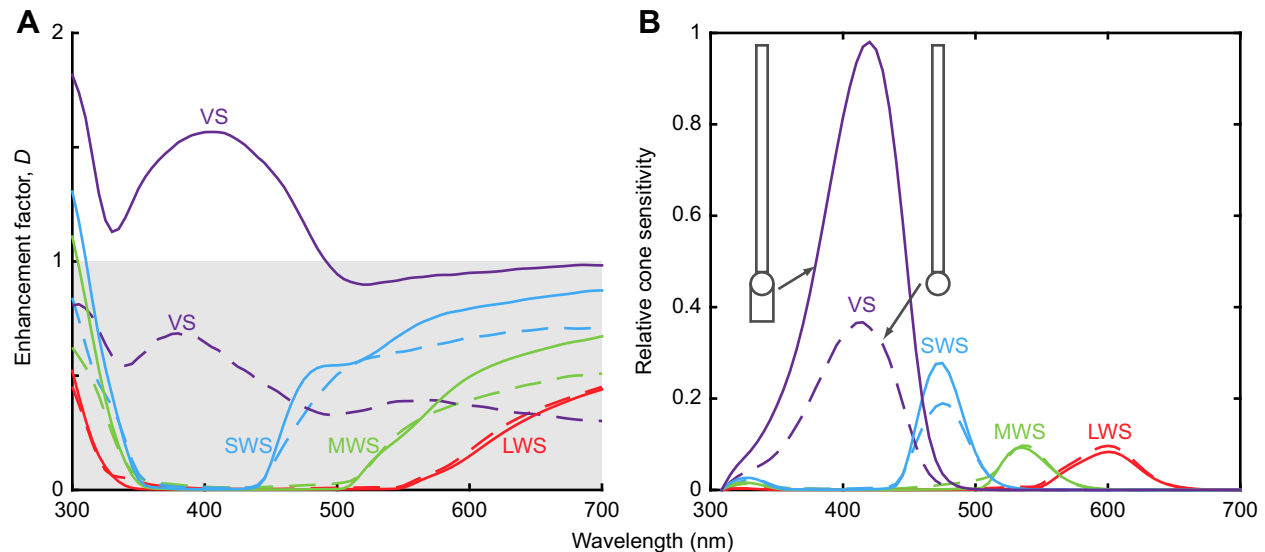 A
Enhancement factor, D
2
1
0
VS
VS
SWS
MWS
LWS
300
400
500
600
700
B
Relative cone sensitivity
1
0.8
0.6
0.4
0.2
0
VS
SWS
MWS
LWS
300
400
500
600
700
Wavelength (nm)